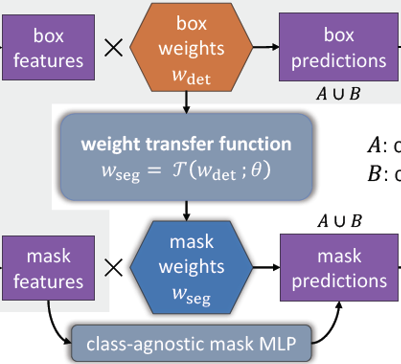 box
features
×
box
weights
w_det
box
predictions
A ∪ B
weight transfer function
w_seg = 𝒯(w_det ; θ)
A: 
B: 
A ∪ B
mask
features
×
mask
weights
w_seg
mask
predictions
class-agnostic mask MLP